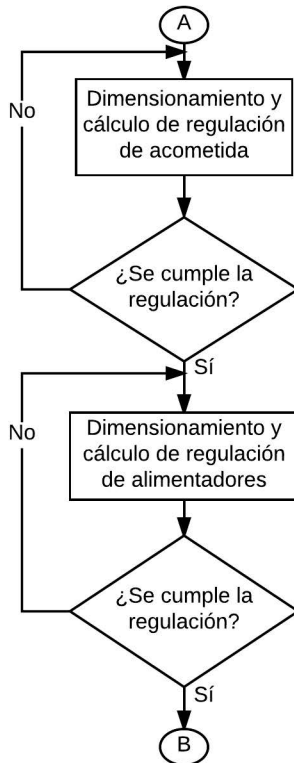 A
No
Dimensionamiento y
cálculo de regulación
de acometida
¿Se cumple la
regulación?
Sí
No
Dimensionamiento y
cálculo de regulación
de alimentadores
¿Se cumple la
regulación?
Sí
B